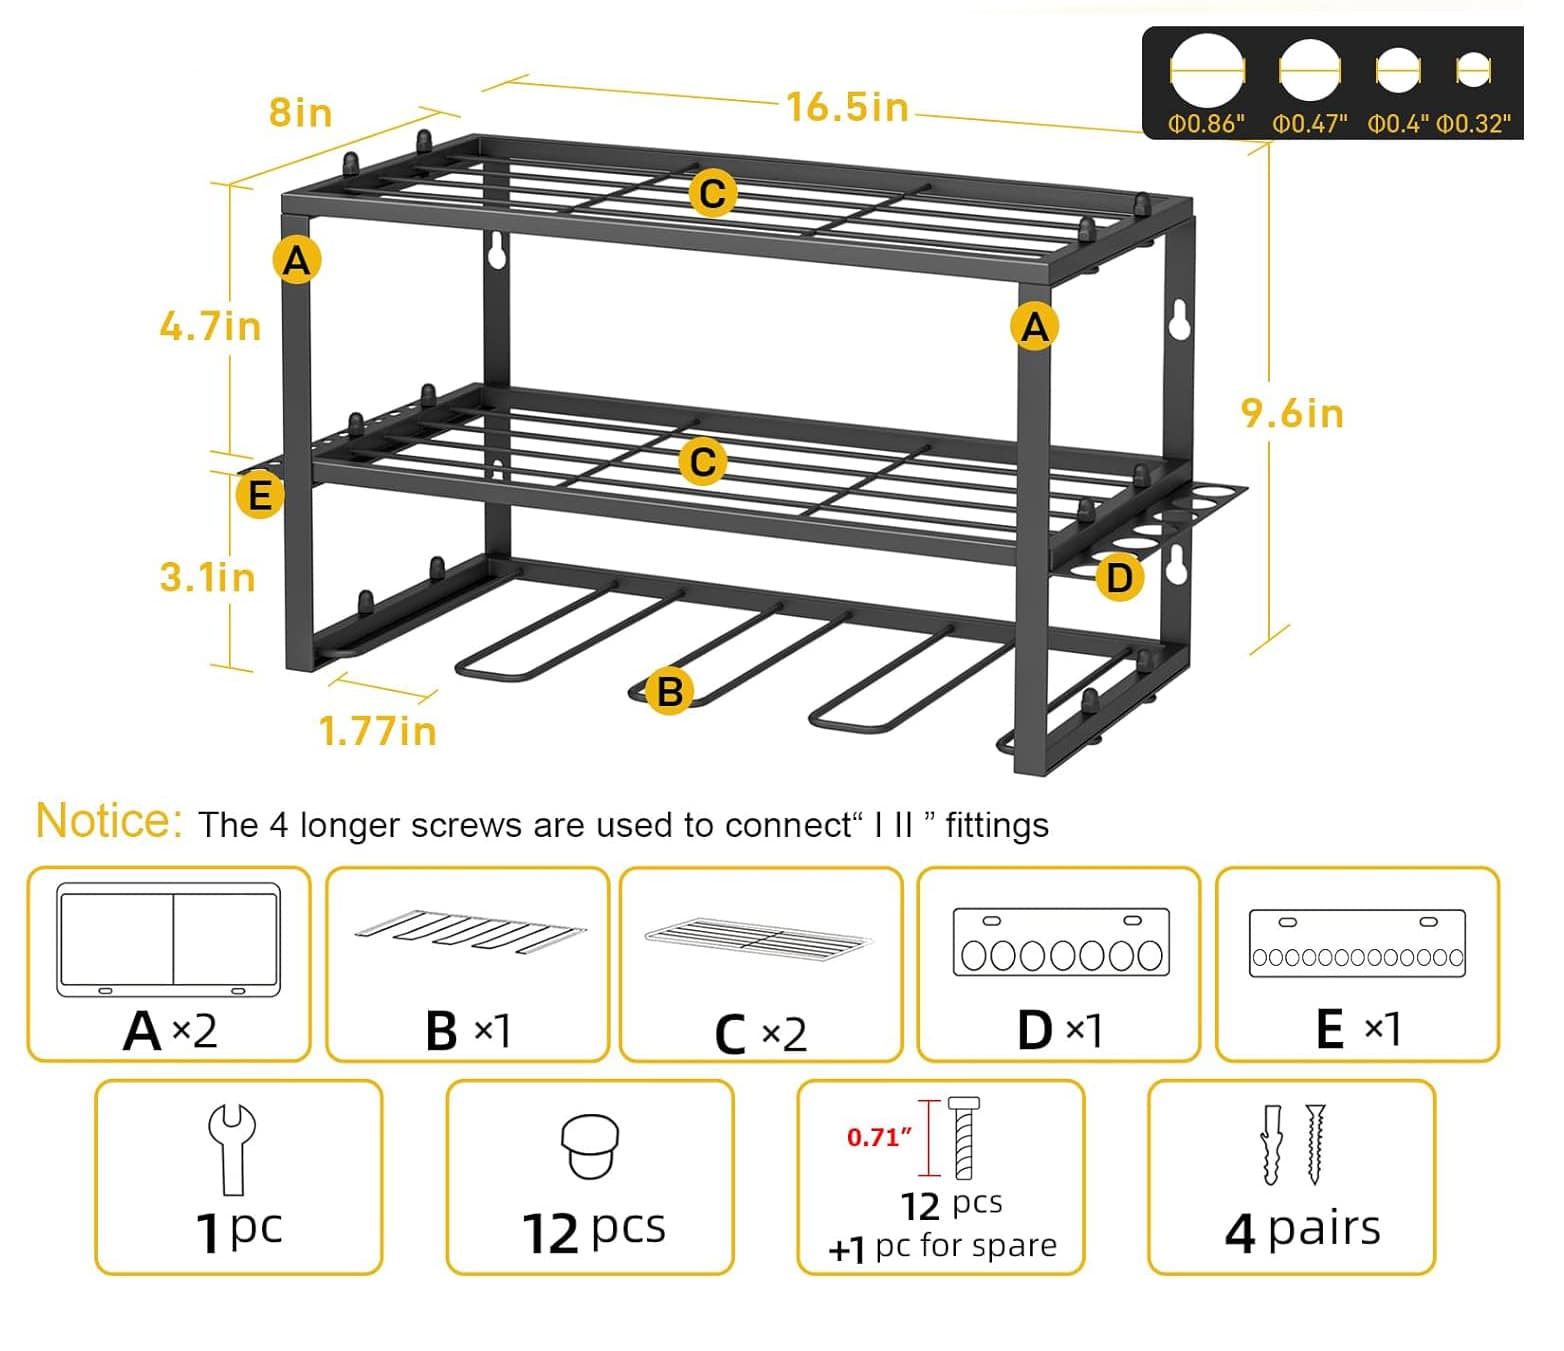 8in
16.5in
Φ0.86" Φ0.47" Φ0.4" Φ0.32"
C
A
A
4.7in
9.6in
C
E
D
3.1in
B
1.77in
Notice: The 4 longer screws are used to connect“ I II ” fittings
A ×2
B ×1
C ×2
D ×1
E ×1
1 pc
12 pcs
0.71”
12 pcs
+1 pc for spare
4 pairs